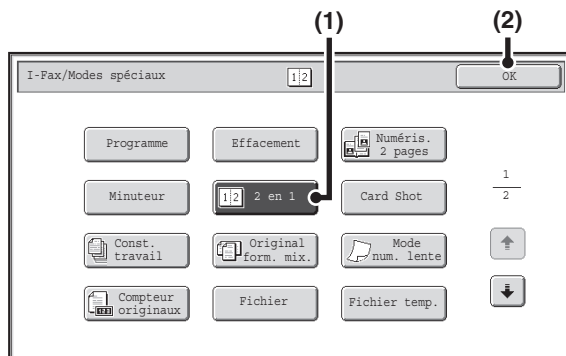 (1) (2)
I-Fax/Modes spéciaux 1 2 OK
Programme Effacement Numéris.
2 pages
Minuteur 1 2 2 en 1 Card Shot 1
2
Const.
travail Original
form. mix. Mode
num. lente
Compteur
originaux 123 Fichier Fichier temp.